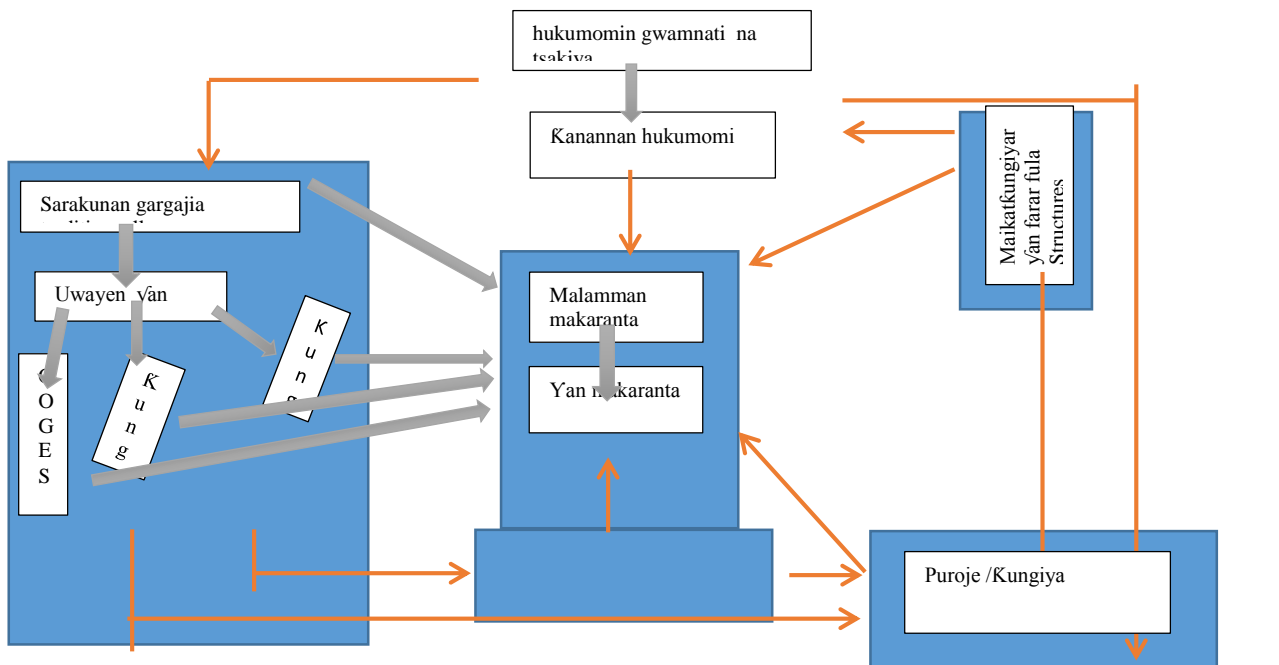 hukumomin gwamnati na
tsakiya
Ƙanannan hukumomi
Sarakunan gargajia
Uwayen ƴan
Ƙ
u
n
g
Ƙ
u
n
g
O
G
E
S
Malamman
makaranta
Ƴan makaranta
Maikatƙungiyar
ƴan farar fula
Structures
Puroje /Ƙungiya